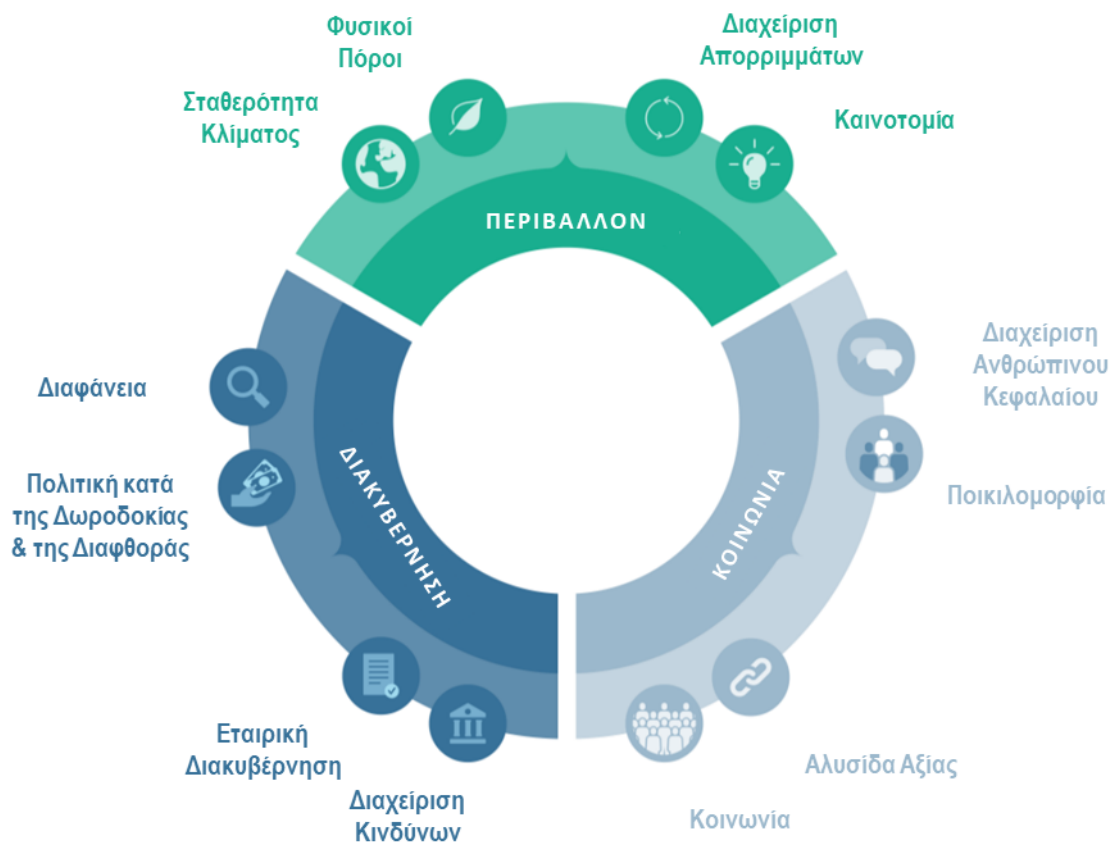 Φυσικοί
Πόροι
Διαχείριση
Απορριμμάτων
Σταθερότητα
Κλίματος
Καινοτομία
ΠΕΡΙΒΑΛΛΟΝ
Διαχείριση
Ανθρώπινου
Κεφαλαίου
Διαφάνεια
Πολιτική κατά
της Δωροδοκίας
& της Διαφθοράς
ΔΙΑΚΥΒΕΡΝΗΣΗ
ΚΟΙΝΩΝΙΑ
Ποικιλομορφία
Εταιρική
Διακυβέρνηση
Αλυσίδα Αξίας
Διαχείριση
Κινδύνων
Κοινωνία